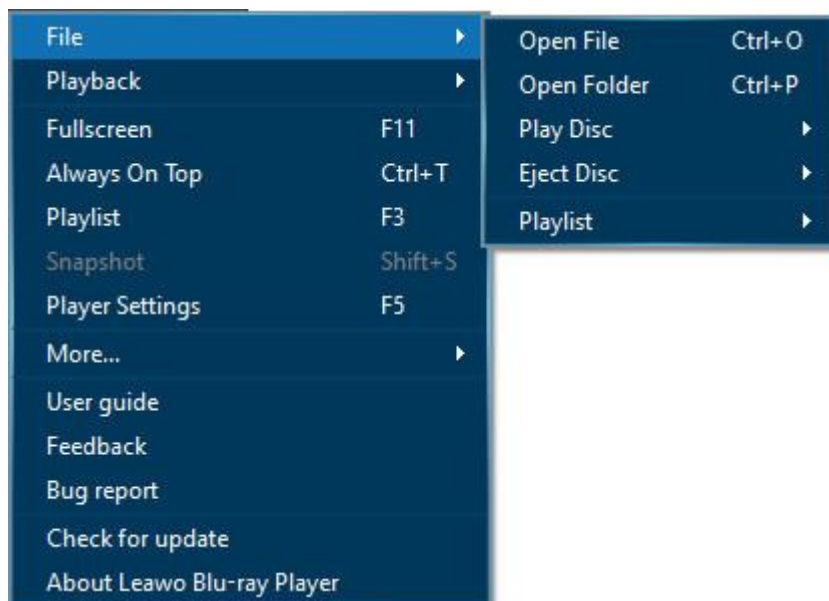 File
Playback
Fullscreen F11
Always On Top Ctrl+T
Playlist F3
Snapshot Shift+S
Player Settings F5
More...
User guide
Feedback
Bug report
Check for update
About Leawo Blu-ray Player
Open File Ctrl+O
Open Folder Ctrl+P
Play Disc
Eject Disc
Playlist